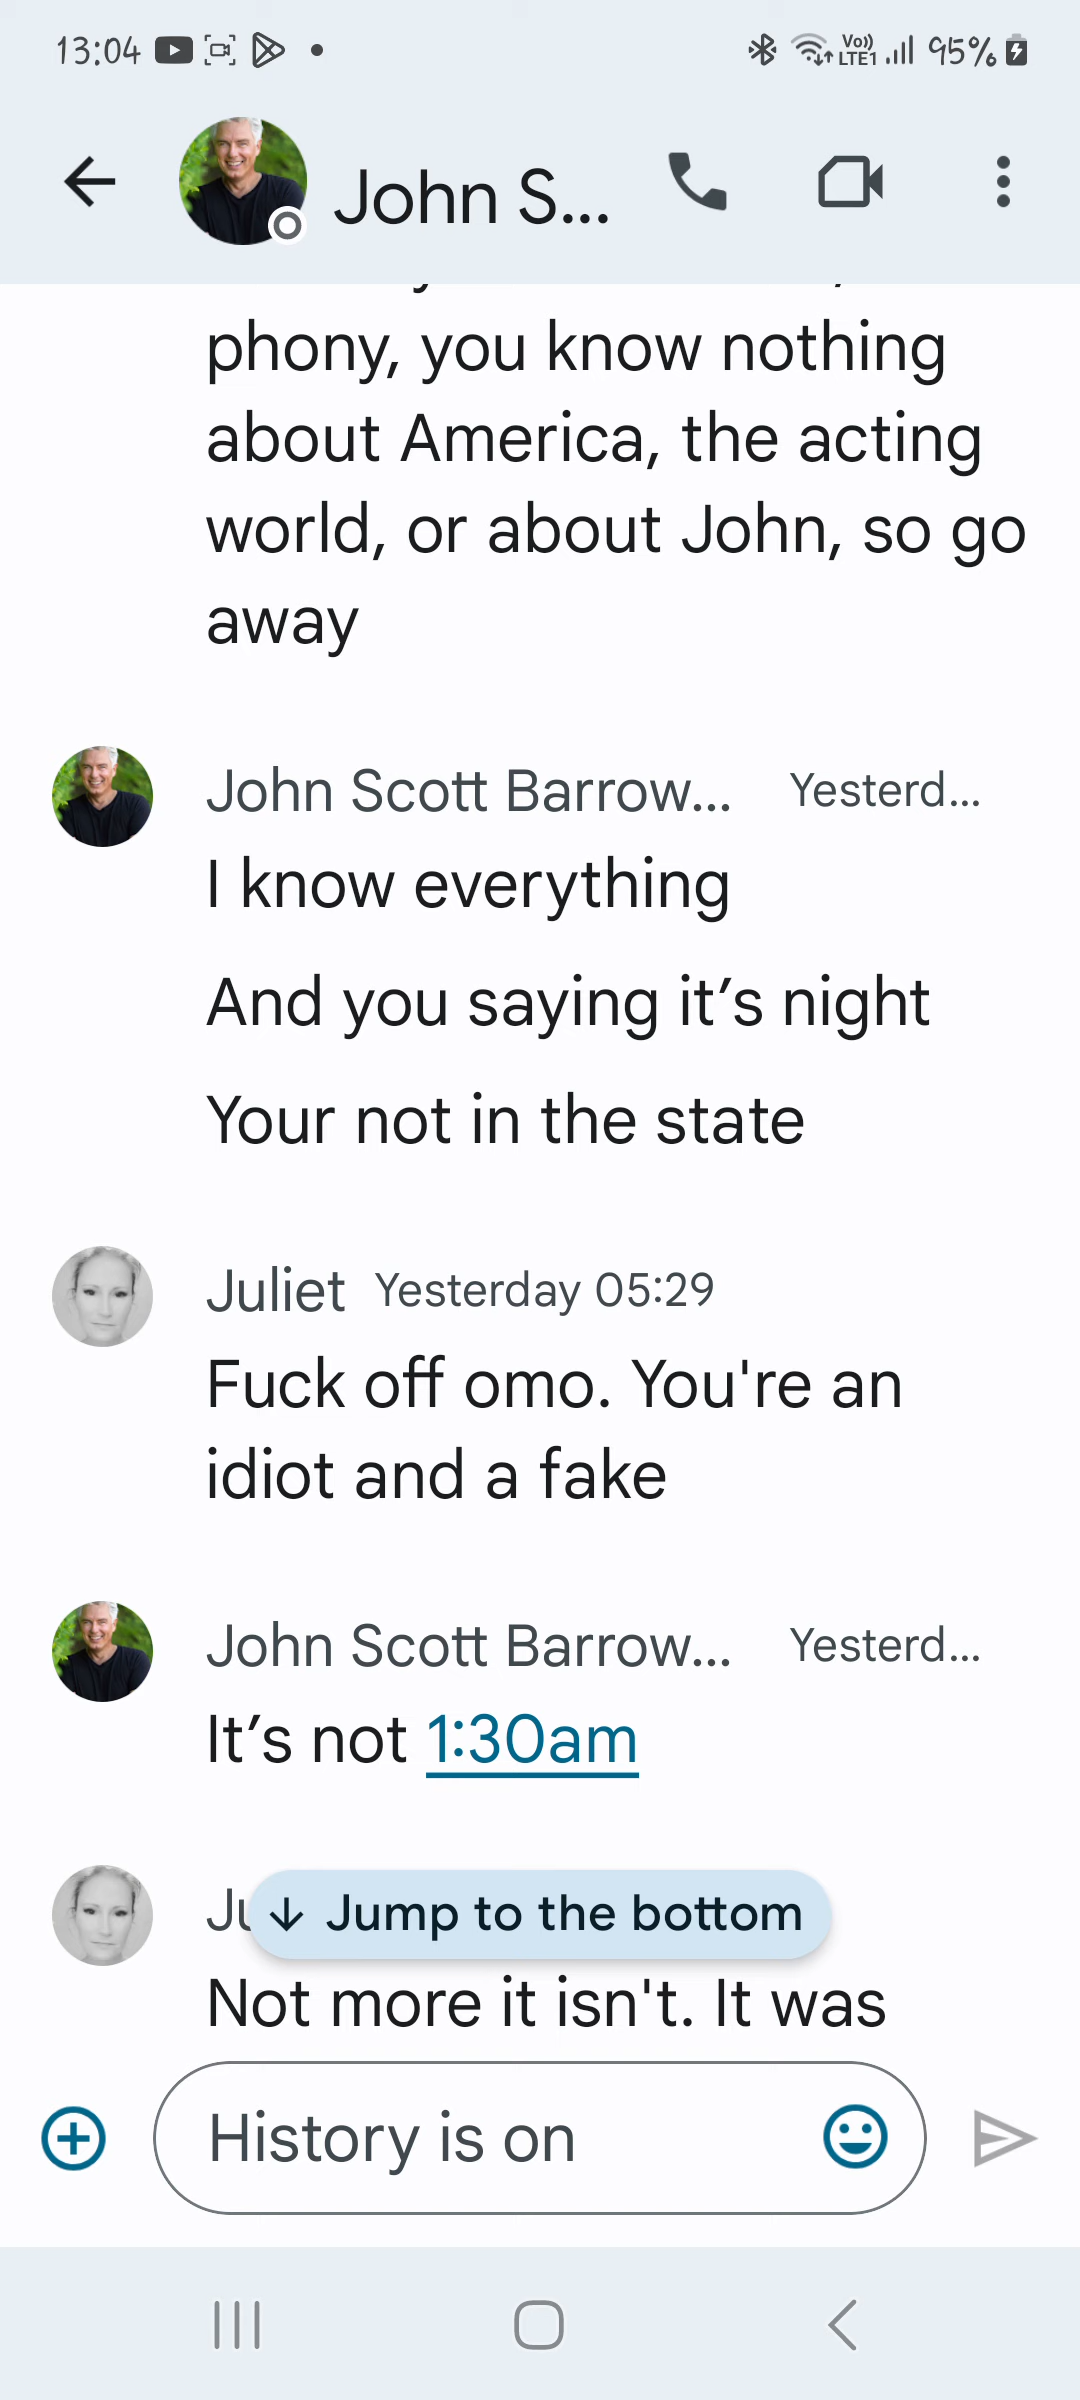 13:04 Vo)) LTE1 95%
John S...
phony, you know nothing
about America, the acting
world, or about John, so go
away
John Scott Barrow... Yesterd...
I know everything
And you saying it’s night
Your not in the state
Juliet Yesterday 05:29
Fuck off omo. You're an
idiot and a fake
John Scott Barrow... Yesterd...
It’s not 1:30am
Ju
Jump to the bottom
Not more it isn't. It was
History is on